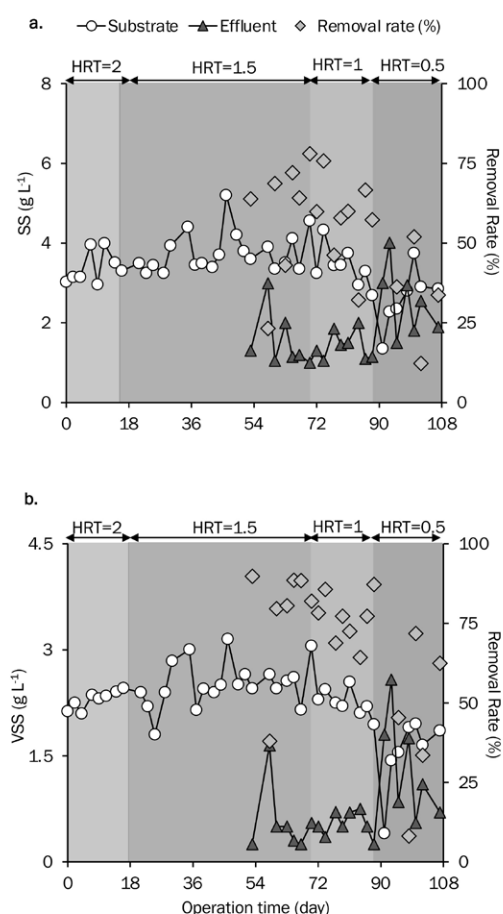 a.
Substrate Effluent Removal rate (%)
HRT=2 HRT=1.5 HRT=1 HRT=0.5
8 100
6 75
4 50
2 25
0 0
SS (g L-1)
Removal Rate (%)
0 18 36 54 72 90 108
b.
HRT=2 HRT=1.5 HRT=1 HRT=0.5
4.5 100
75
3
50
1.5 25
0 0
VSS (g L-1)
Removal Rate (%)
0 18 36 54 72 90 108
Operation time (day)